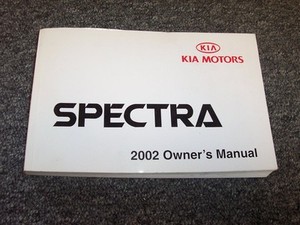 KIA
KIA MOTORS
SPECTRA
2002 Owner's Manual